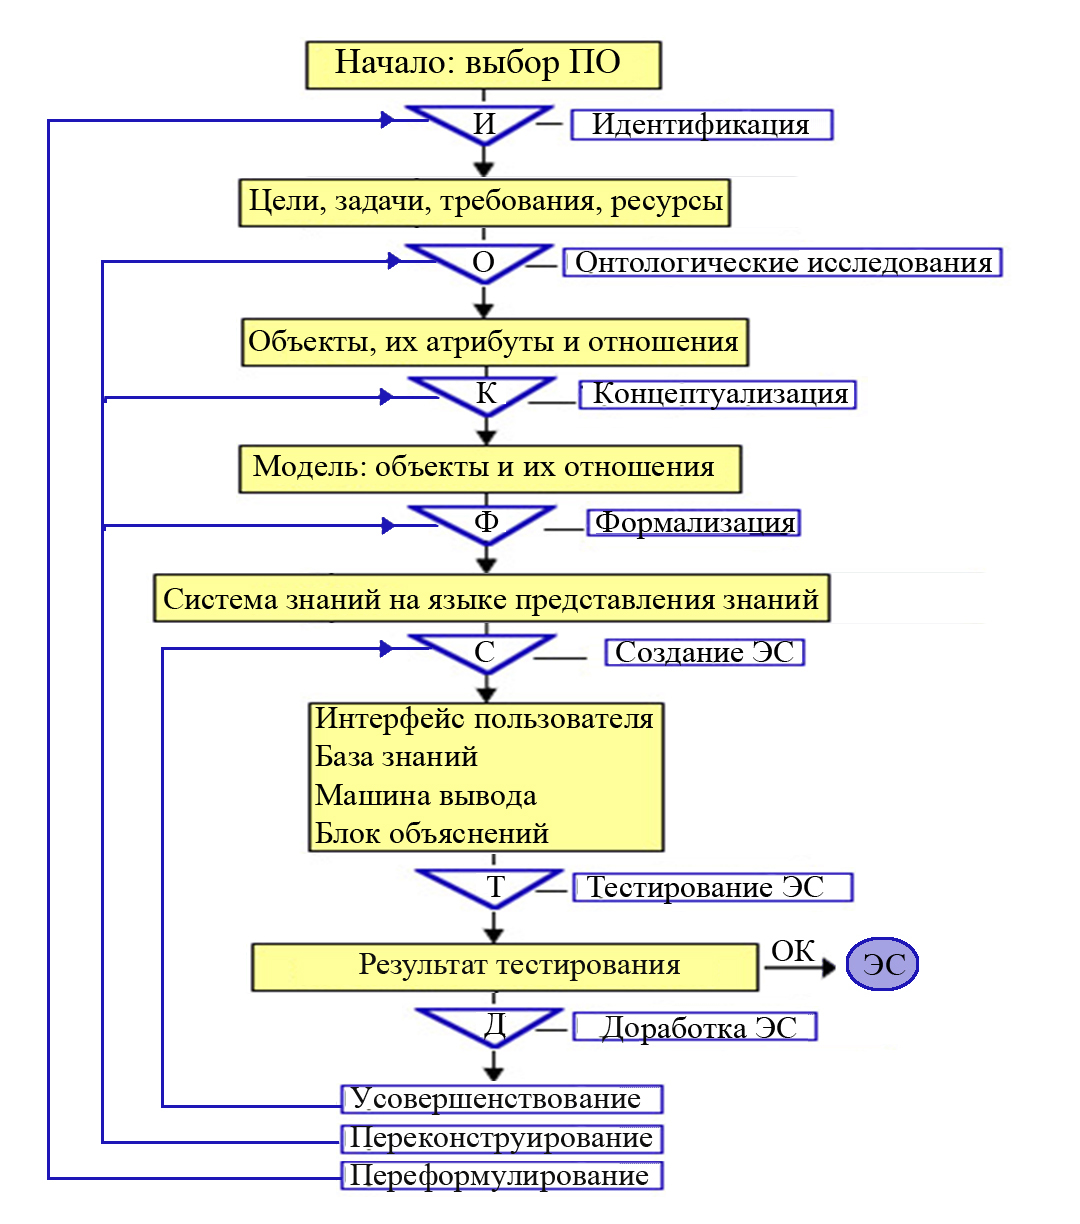 Начало: выбор ПО
И
Идентификация
Цели, задачи, требования, ресурсы
О
Онтологические исследования
Объекты, их атрибуты и отношения
К
Концептуализация
Модель: объекты и их отношения
Ф
Формализация
Система знаний на языке представления знаний
С
Создание ЭС
Интерфейс пользователя
База знаний
Машина вывода
Блок объяснений
Т
Тестирование ЭС
Результат тестирования
ОК
ЭС
Д
Доработка ЭС
Усовершенствование
Переконструирование
Переформулирование